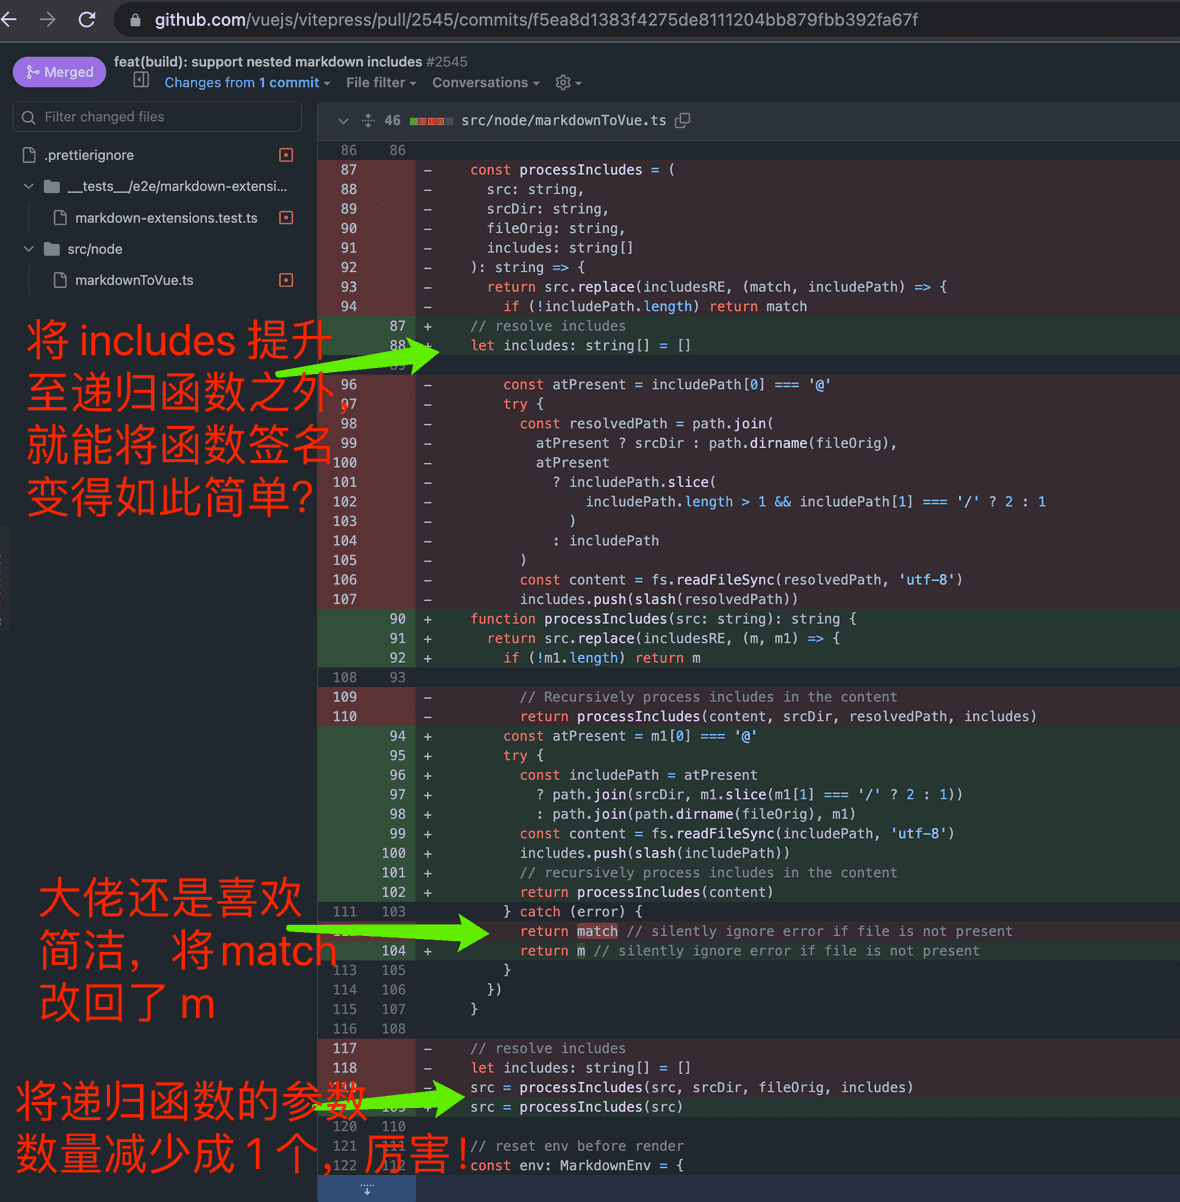 github.com/vuejs/vitepress/pull/2545/commits/f5ea8d1383f4275de8111204bb879fbb392fa67f
Merged
feat(build): support nested markdown includes #2545
Changes from 1 commit
File filter
Conversations
Filter changed files
.prettierignore
__tests__/e2e/markdown-extensi...
markdown-extensions.test.ts
src/node
markdownToVue.ts
46 src/node/markdownToVue.ts
86 86
87 - const processIncludes = (
88 - src: string,
89 - srcDir: string,
90 - fileOrig: string,
91 - includes: string[]
92 - ): string => {
93 - return src.replace(includesRE, (match, includePath) => {
94 - if (!includePath.length) return match
87 + // resolve includes
88 + let includes: string[] = []
89
96 - const atPresent = includePath[0] === '@'
97 - try {
98 - const resolvedPath = path.join(
99 - atPresent ? srcDir : path.dirname(fileOrig),
100 - atPresent
101 - ? includePath.slice(
102 - includePath.length > 1 && includePath[1] === '/' ? 2 : 1
103 - )
104 - : includePath
105 - )
106 - const content = fs.readFileSync(resolvedPath, 'utf-8')
107 - includes.push(slash(resolvedPath))
90 + function processIncludes(src: string): string {
91 + return src.replace(includesRE, (m, m1) => {
92 + if (!m1.length) return m
108 93
109 - // Recursively process includes in the content
110 - return processIncludes(content, srcDir, resolvedPath, includes)
94 + const atPresent = m1[0] === '@'
95 + try {
96 + const includePath = atPresent
97 + ? path.join(srcDir, m1.slice(m1[1] === '/' ? 2 : 1))
98 + : path.join(path.dirname(fileOrig), m1)
99 + const content = fs.readFileSync(includePath, 'utf-8')
100 + includes.push(slash(includePath))
101 + // recursively process includes in the content
102 + return processIncludes(content)
111 103 } catch (error) {
return match // silently ignore error if file is not present
104 + return m // silently ignore error if file is not present
113 105 }
114 106 })
115 107 }
116 108
117 - // resolve includes
118 - let includes: string[] = []
- src = processIncludes(src, srcDir, fileOrig, includes)
109 + src = processIncludes(src)
120 110
121 111 // reset env before render
122 112 const env: MarkdownEnv = {
将 includes 提升
至递归函数之外，
就能将函数签名
变得如此简单？
大佬还是喜欢
简洁，将 match
改回了 m
将递归函数的参数
数量减少成 1 个，厉害！